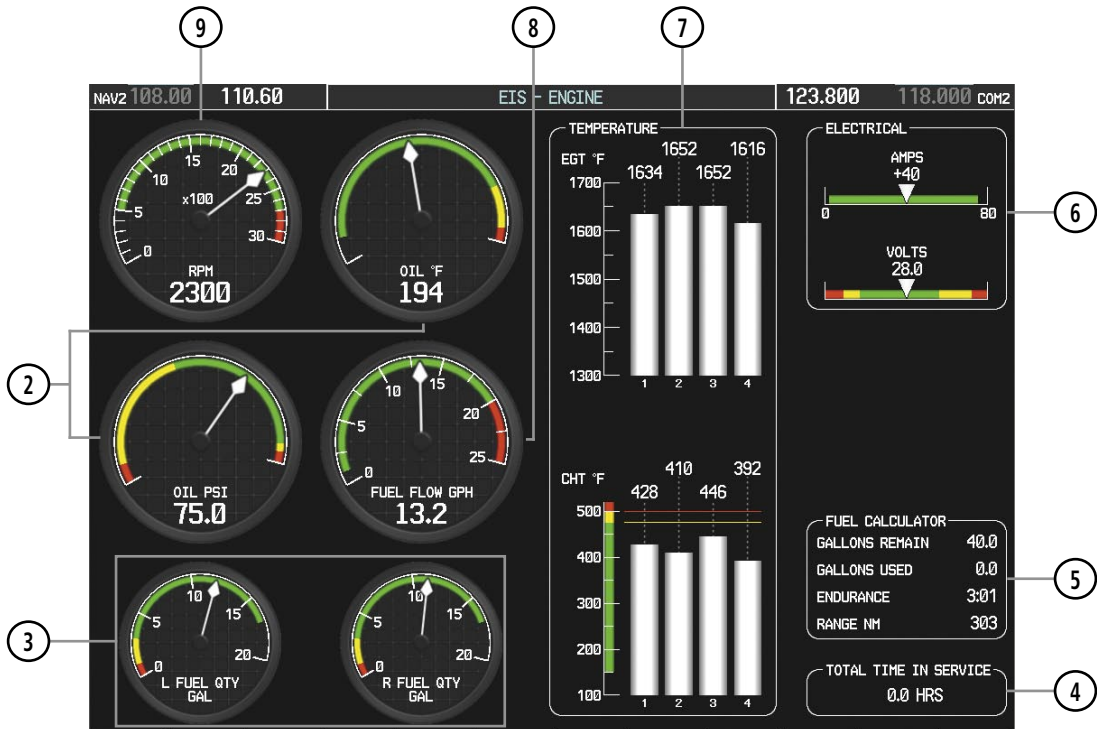 9
8
7
NAV2 108.00 110.60 EIS - ENGINE 123.800 118.000 COM2
0 5 10 15 20 25 30
x100
RPM
2300
OIL °F
194
2
OIL PSI
75.0
0 5 10 15 20 25
FUEL FLOW GPH
13.2
8
3
0 5 10 15 20
L FUEL QTY
GAL
0 5 10 15 20
R FUEL QTY
GAL
TEMPERATURE
EGT °F
1634 1652 1652 1616
1700
1600
1500
1400
1300
1 2 3 4
CHT °F
428 410 446 392
500
400
300
200
100
1 2 3 4
ELECTRICAL
AMPS
+40
0 80
VOLTS
28.0
6
FUEL CALCULATOR
GALLONS REMAIN 40.0
GALLONS USED 0.0
ENDURANCE 3:01
RANGE NM 303
5
TOTAL TIME IN SERVICE
0.0 HRS
4